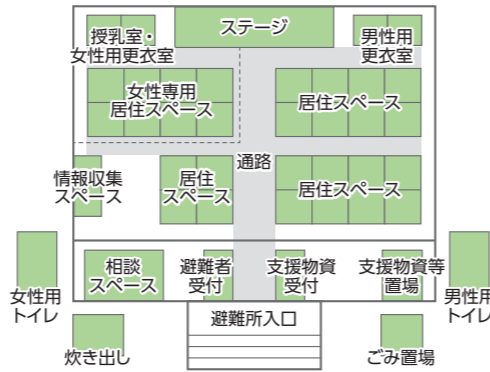 ステージ
授乳室・
女性用更衣室
男性用
更衣室
女性専用
居住スペース
居住スペース
通路
情報収集
スペース
居住
スペース
居住スペース
相談
スペース
避難者
受付
支援物資
受付
支援物資等
置場
女性用
トイレ
男性用
トイレ
避難所入口
炊き出し
ごみ置場